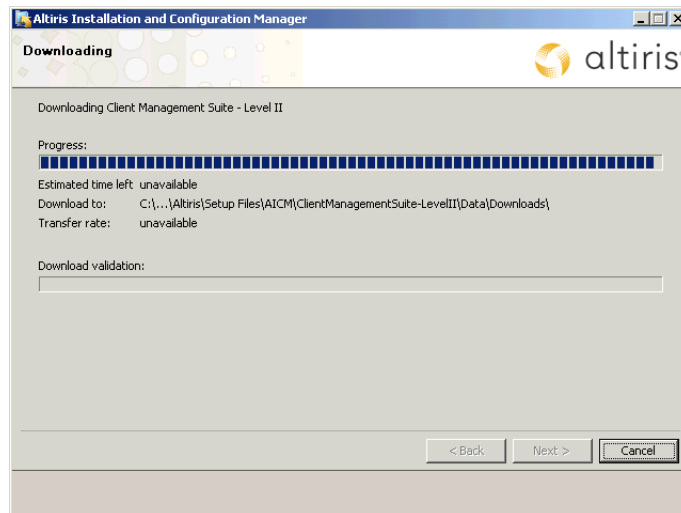 Altiris Installation and Configuration Manager
Downloading
altiris
Downloading Client Management Suite - Level II
Progress:
Estimated time left unavailable
Download to: C:\...\Altiris\Setup Files\AICM\ClientManagementSuite-LevelII\Data\Downloads\
Transfer rate: unavailable
Download validation:
< Back Next > Cancel